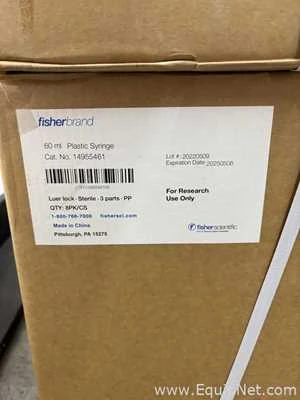 fisherbrand
60 ml Plastic Syringe
Cat. No. 14955461
Lot #: 20220509
Expiration Date: 20250508
Luer lock · Sterile · 3 parts · PP
QTY: 8PK/CS
1-800-766-7000 fishersci.com
Made in China
Pittsburgh, PA 15275
For Research
Use Only
fisherscientific
www.EquipNet.com